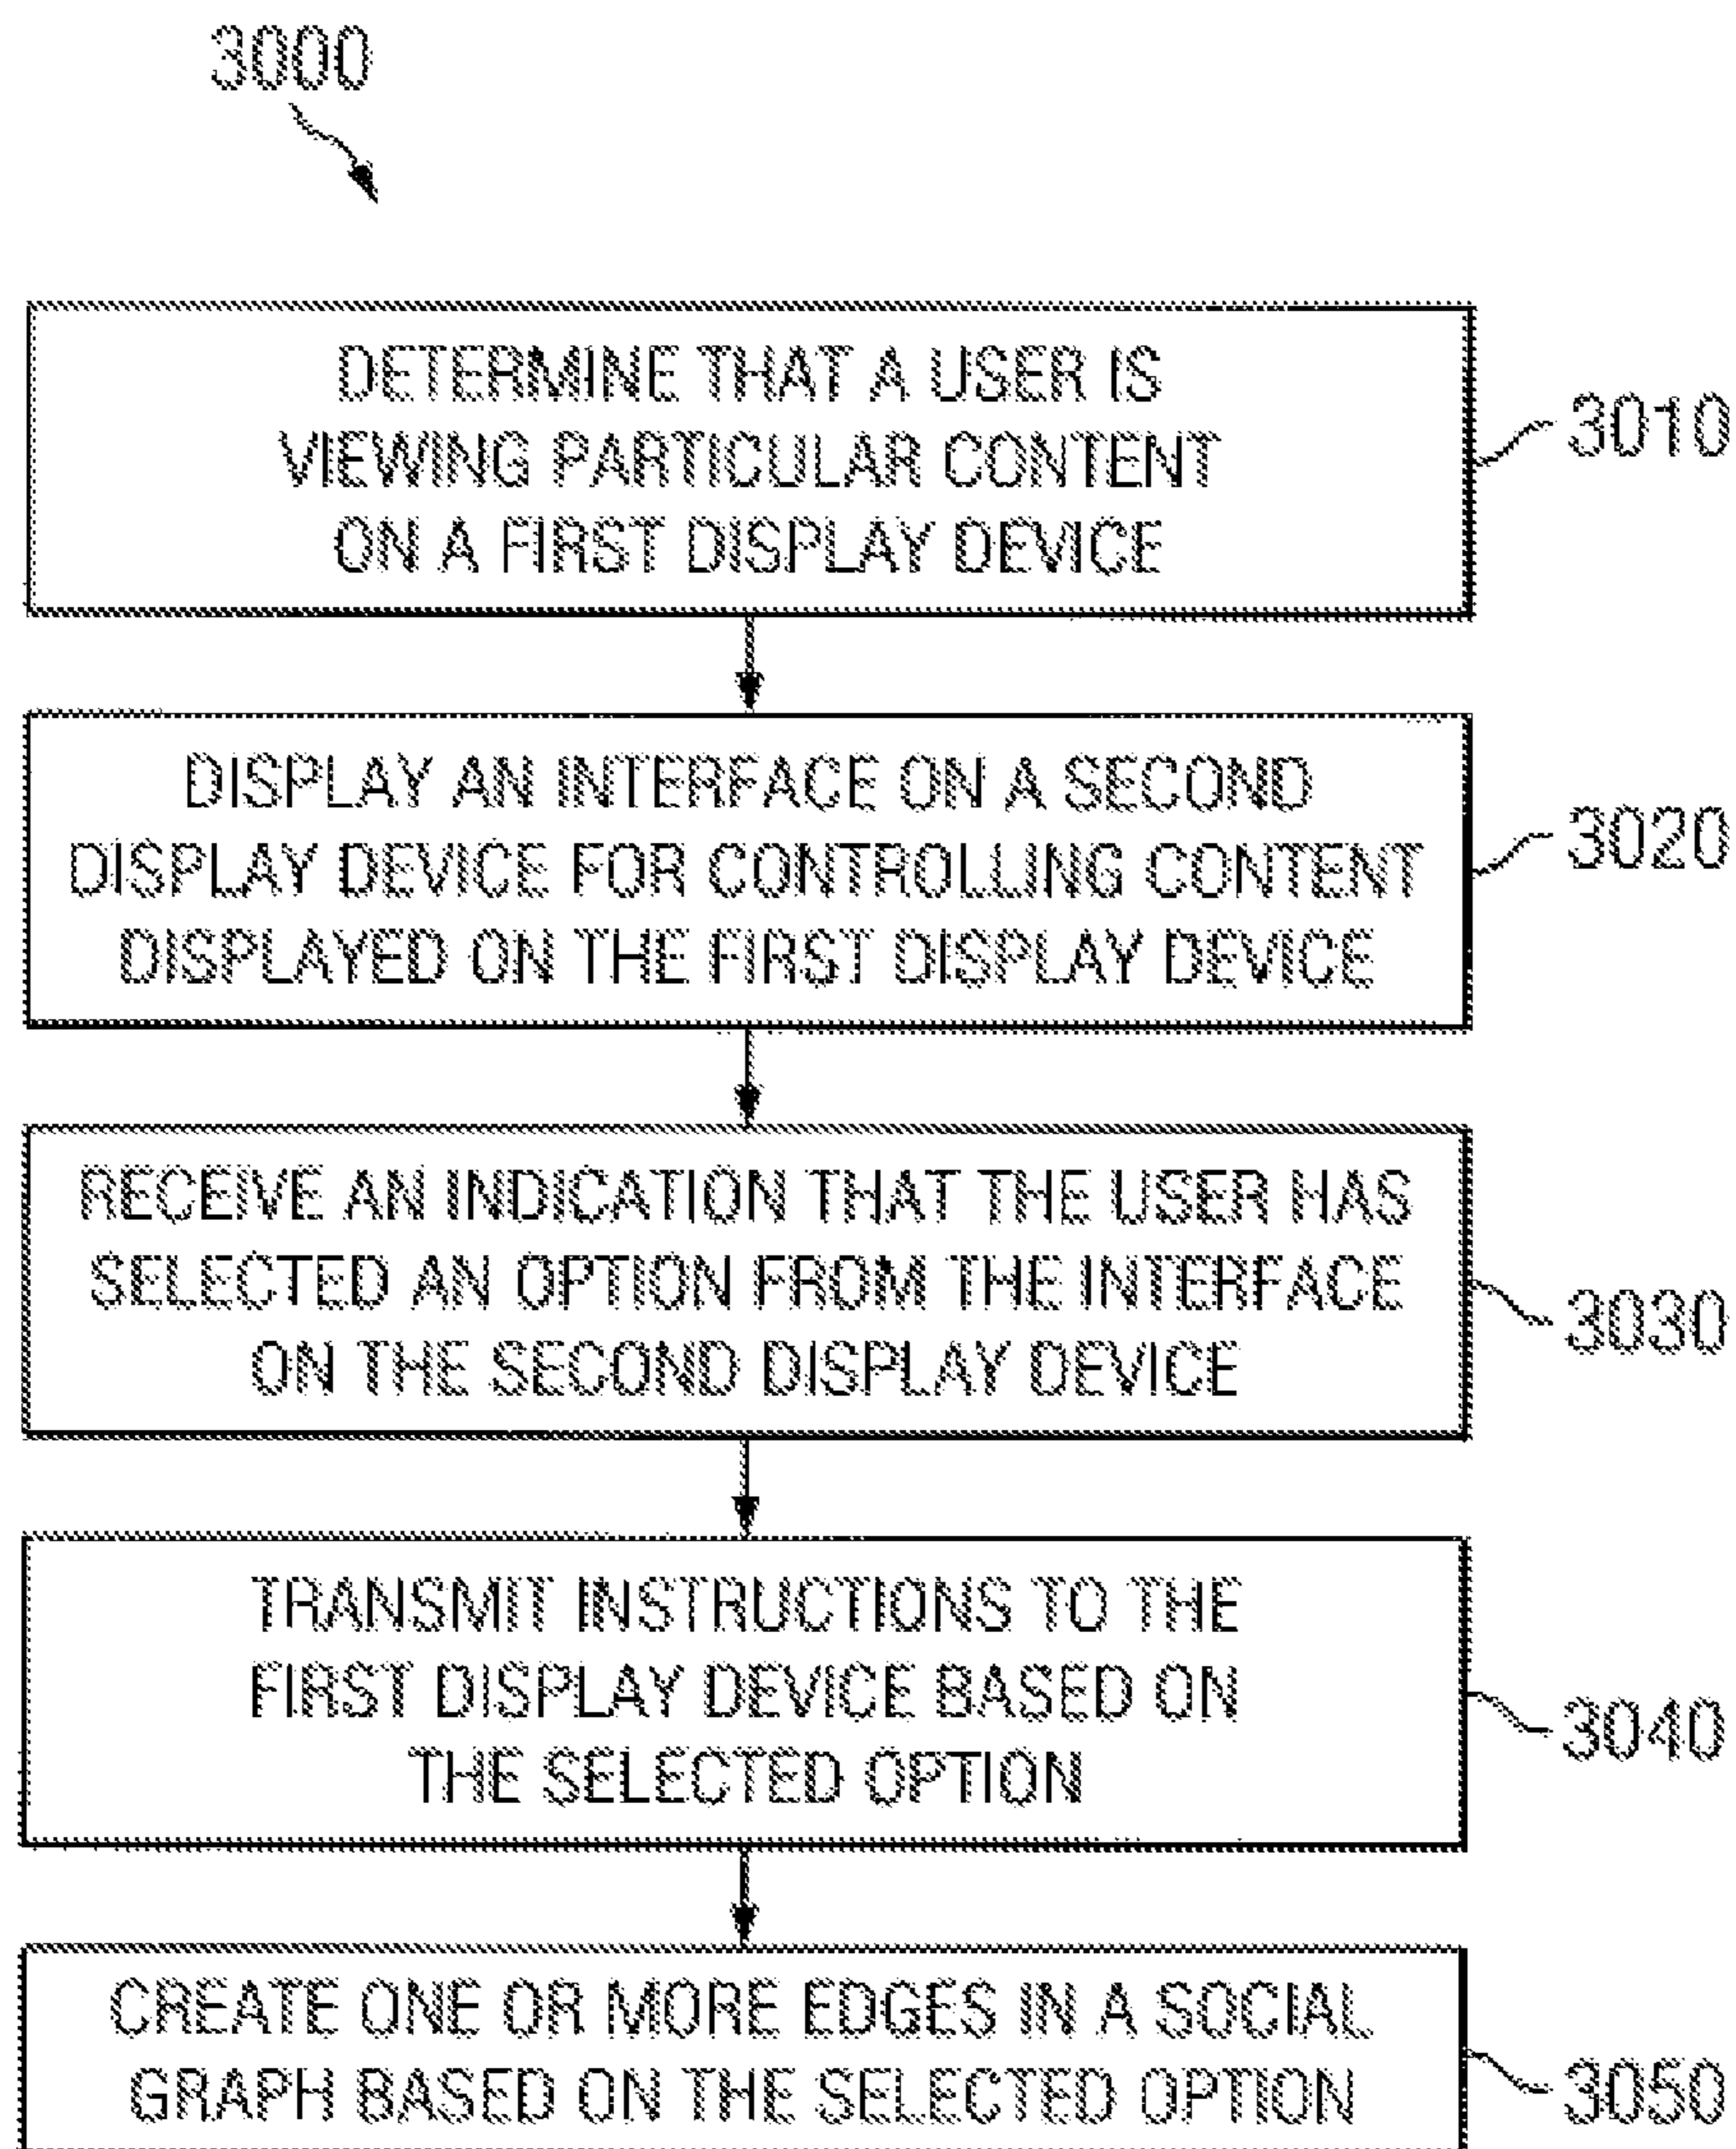 3000
DETERMINE THAT A USER IS
VIEWING PARTICULAR CONTENT
ON A FIRST DISPLAY DEVICE
3010
DISPLAY AN INTERFACE ON A SECOND
DISPLAY DEVICE FOR CONTROLLING CONTENT
DISPLAYED ON THE FIRST DISPLAY DEVICE
3020
RECEIVE AN INDICATION THAT THE USER HAS
SELECTED AN OPTION FROM THE INTERFACE
ON THE SECOND DISPLAY DEVICE
3030
TRANSMIT INSTRUCTIONS TO THE
FIRST DISPLAY DEVICE BASED ON
THE SELECTED OPTION
3040
CREATE ONE OR MORE EDGES IN A SOCIAL
GRAPH BASED ON THE SELECTED OPTION
3050